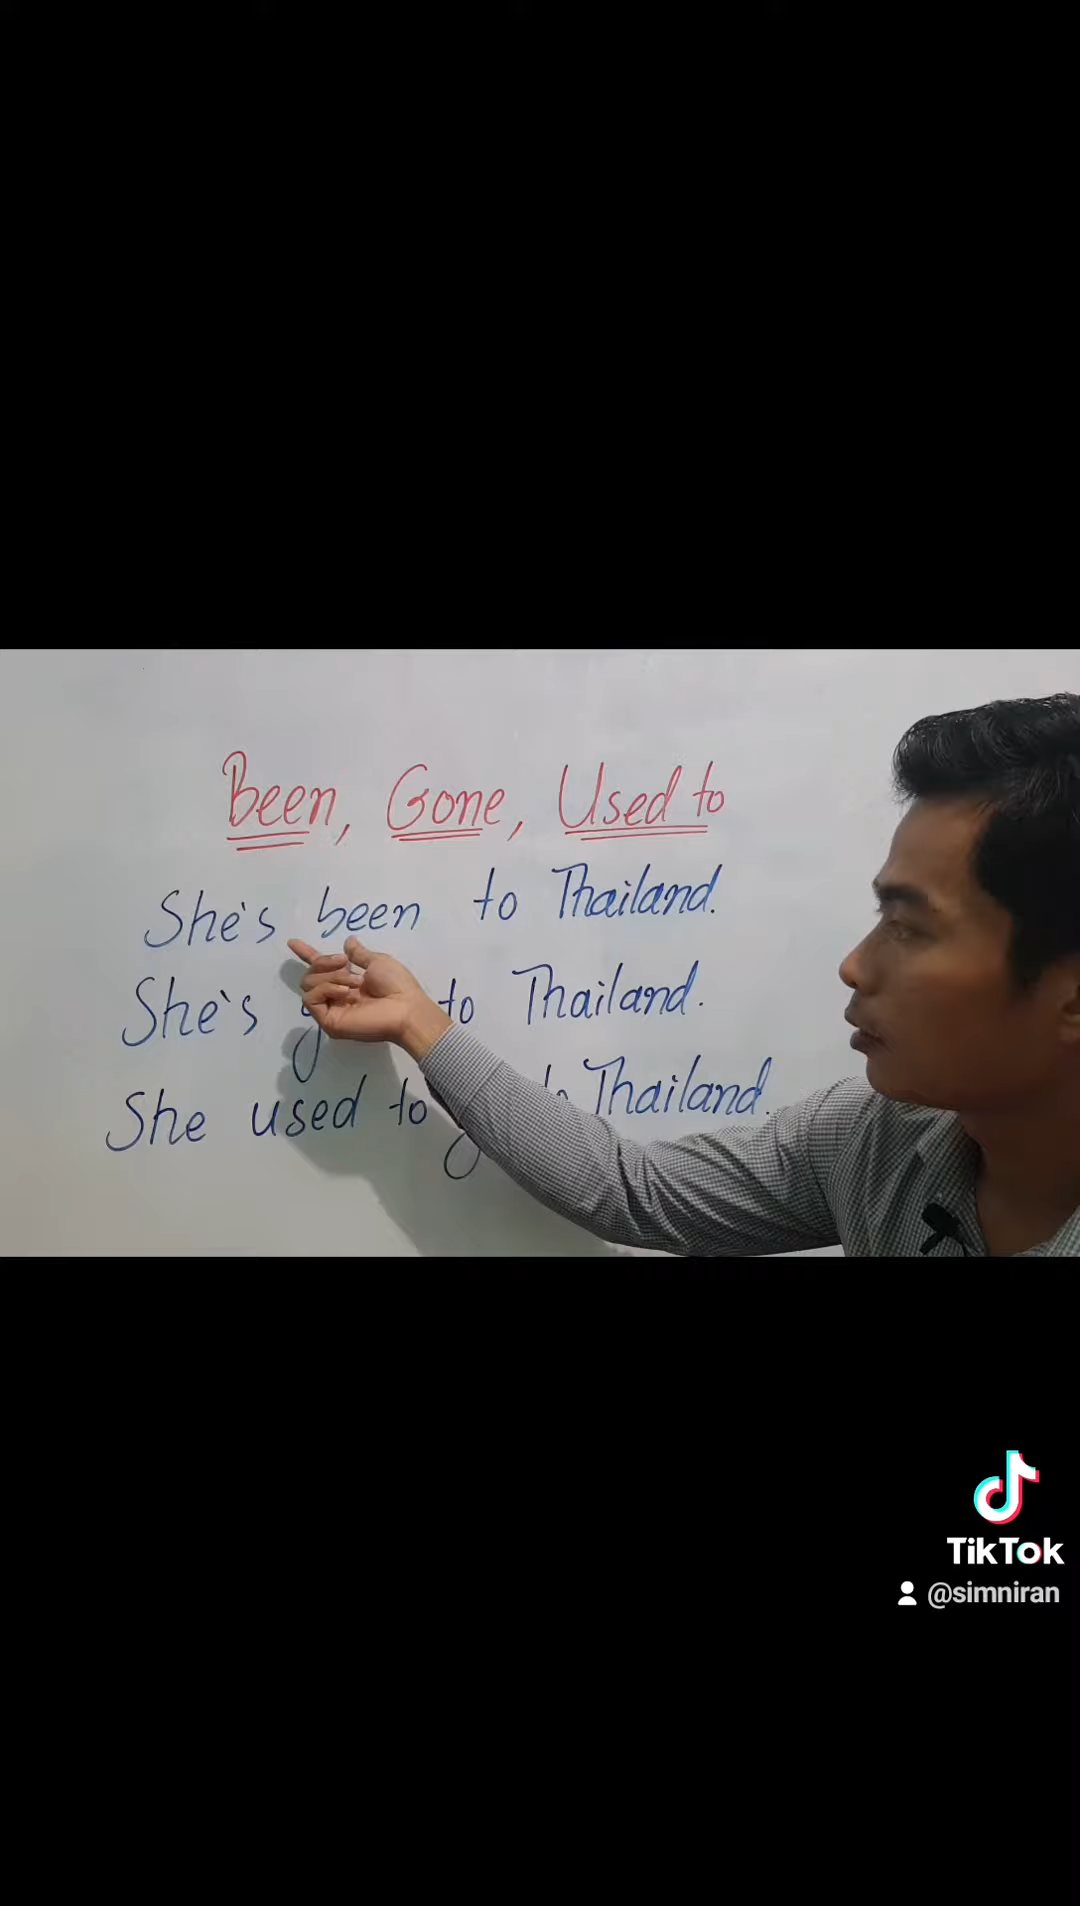 Been, Gone, Used to
She's been to Thailand.
She's to Thailand.
She used to Thailand.
TikTok
@simniran